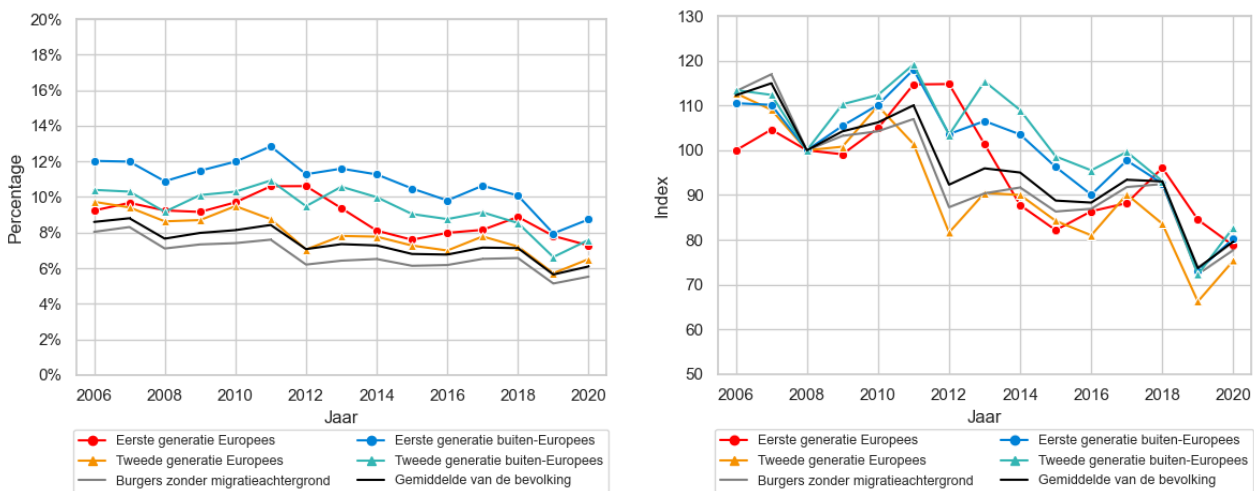 20%
18%
16%
14%
12%
10%
8%
6%
4%
2%
0%
Percentage
2006 2008 2010 2012 2014 2016 2018 2020
Jaar
Eerste generatie Europees
Eerste generatie buiten-Europees
Tweede generatie Europees
Tweede generatie buiten-Europees
Burgers zonder migratieachtergrond
Gemiddelde van de bevolking
130
120
110
100
90
80
70
60
50
Index
2006 2008 2010 2012 2014 2016 2018 2020
Jaar
Eerste generatie Europees
Eerste generatie buiten-Europees
Tweede generatie Europees
Tweede generatie buiten-Europees
Burgers zonder migratieachtergrond
Gemiddelde van de bevolking